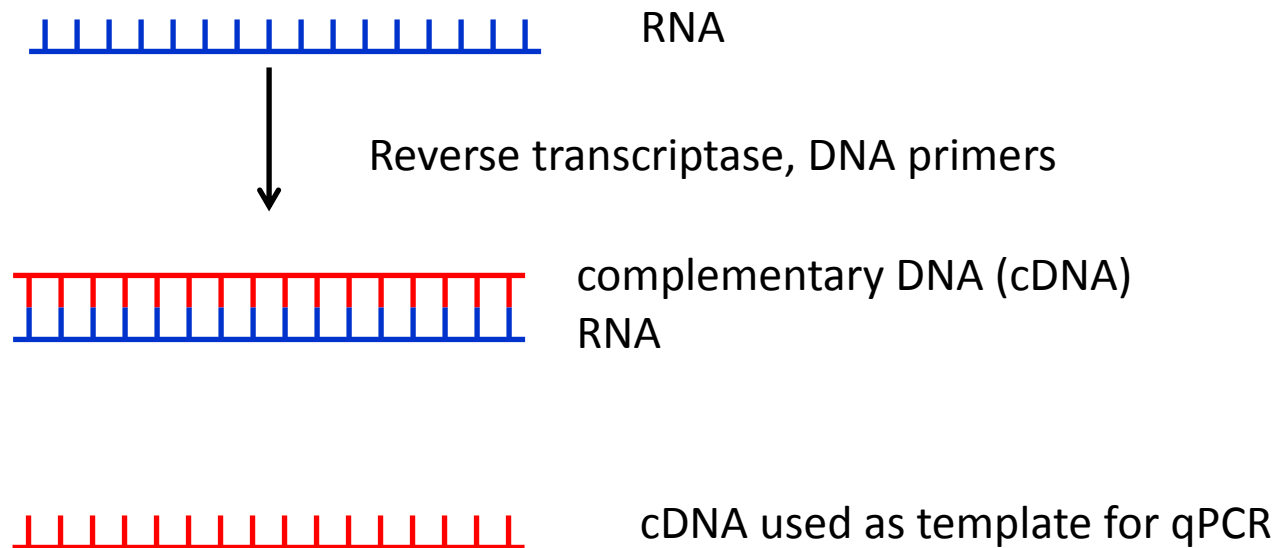 RNA
Reverse transcriptase, DNA primers
complementary DNA (cDNA)
RNA
cDNA used as template for qPCR